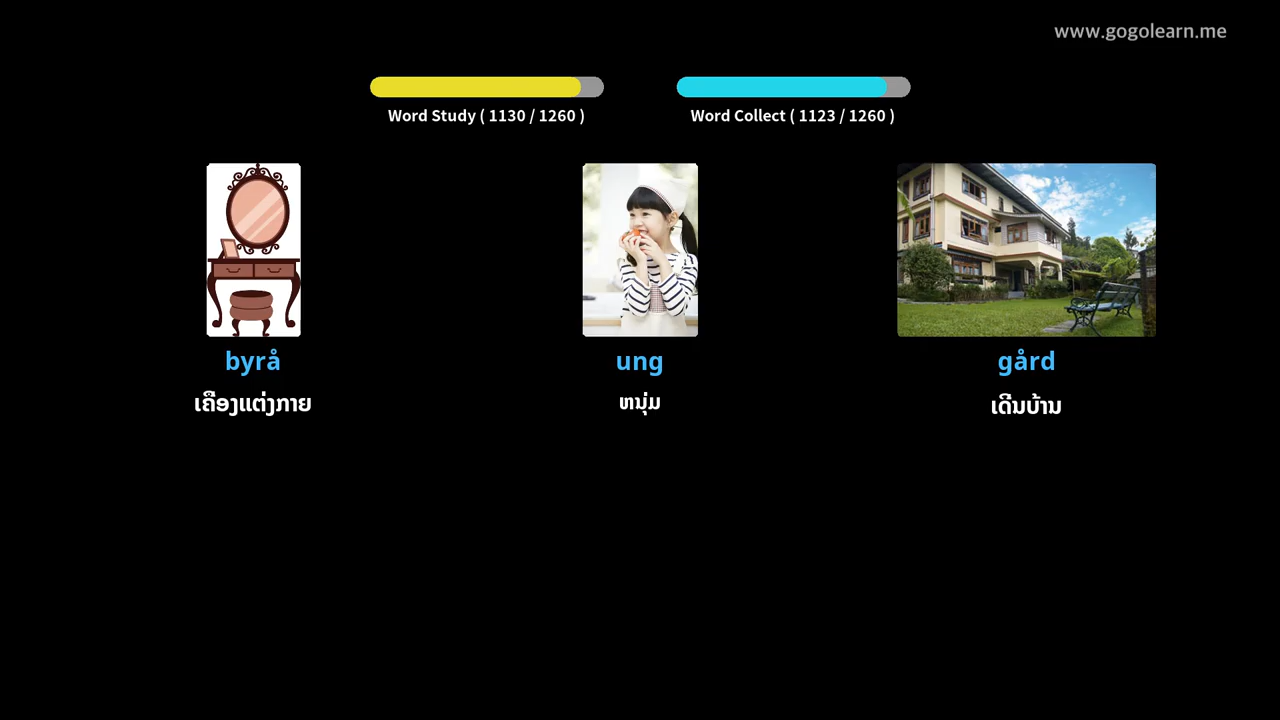 www.gogolearn.me
Word Study ( 1130 / 1260 )
Word Collect ( 1123 / 1260 )
byrå
ung
gård
ເຄືອງແຕ່ງກາຍ
ຫນຸ່ມ
ເດີນບ້ານ